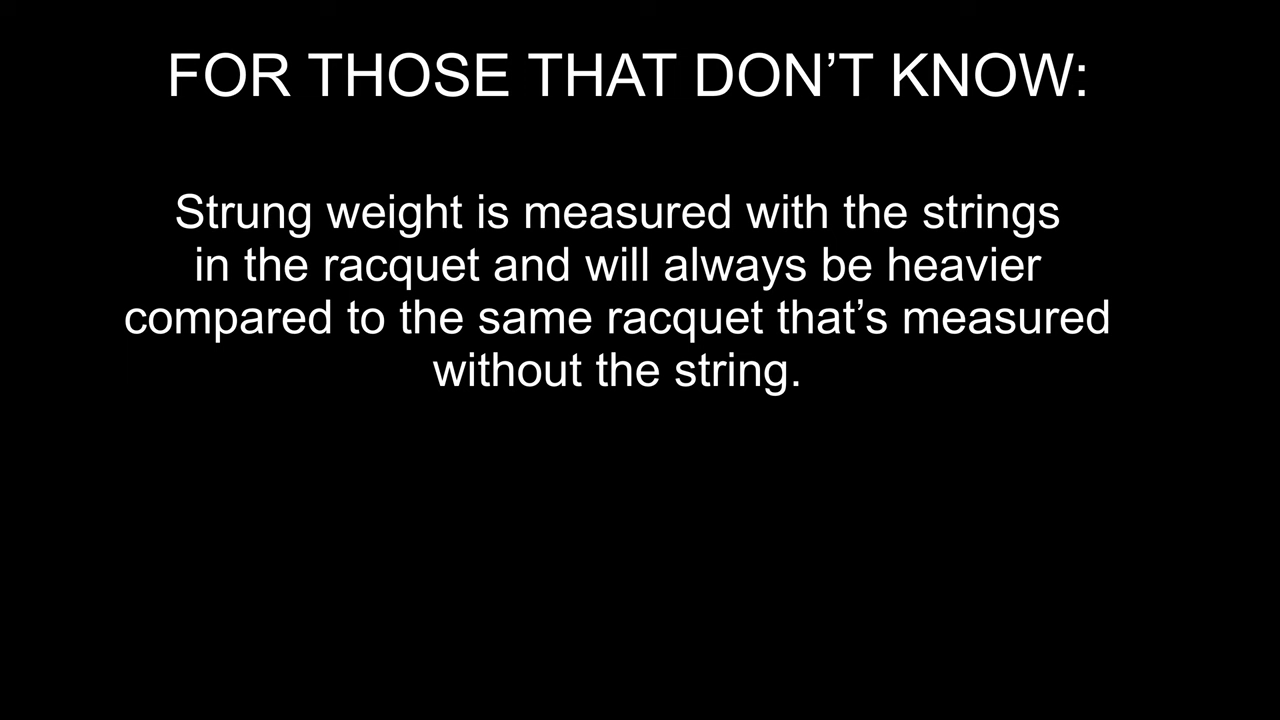 FOR THOSE THAT DON’T KNOW:
Strung weight is measured with the strings
in the racquet and will always be heavier
compared to the same racquet that’s measured
without the string.